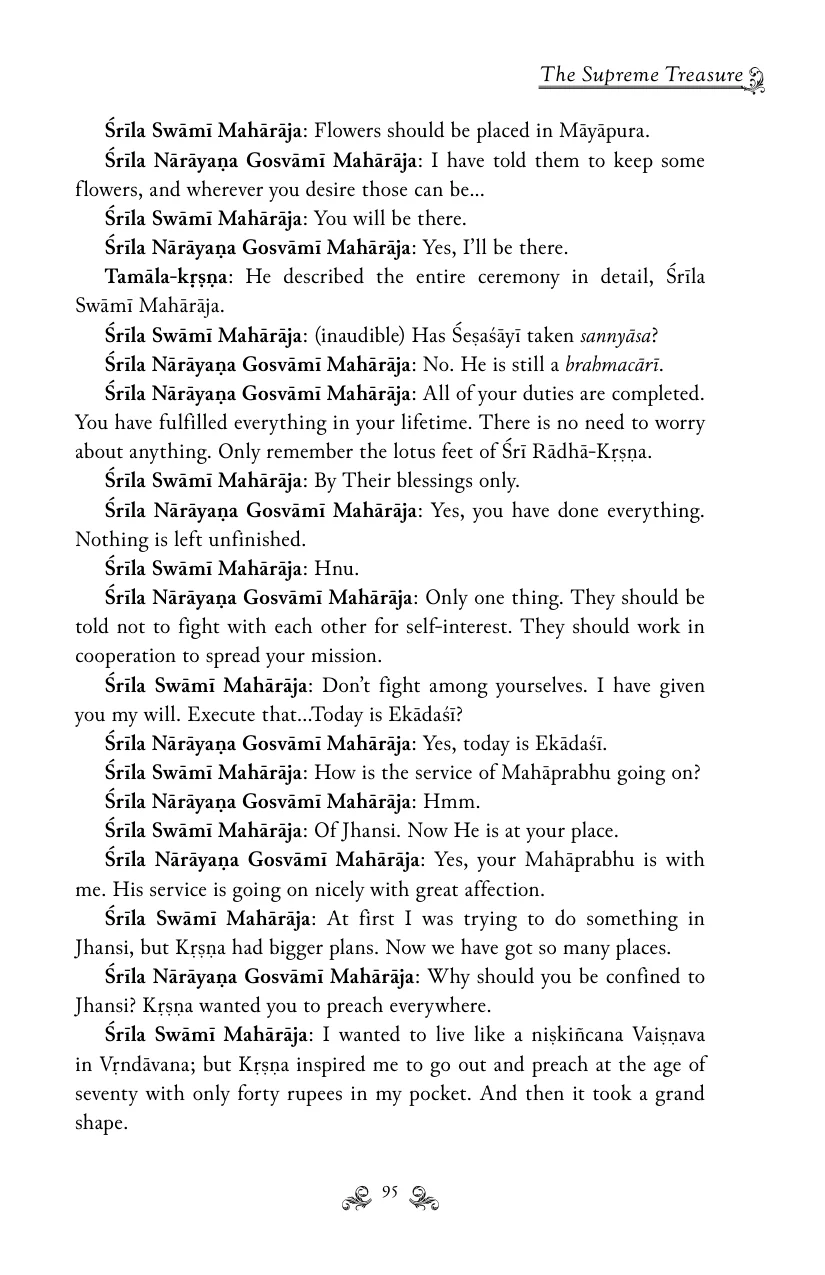 The Supreme Treasure
Śrīla Swāmī Mahārāja: Flowers should be placed in Māyāpura.
Śrīla Nārāyaṇa Gosvāmī Mahārāja: I have told them to keep some
flowers, and wherever you desire those can be...
Śrīla Swāmī Mahārāja: You will be there.
Śrīla Nārāyaṇa Gosvāmī Mahārāja: Yes, I’ll be there.
Tamāla-kṛṣṇa: He described the entire ceremony in detail, Śrīla
Swāmī Mahārāja.
Śrīla Swāmī Mahārāja: (inaudible) Has Śeṣaśāyī taken sannyāsa?
Śrīla Nārāyaṇa Gosvāmī Mahārāja: No. He is still a brahmacārī.
Śrīla Nārāyaṇa Gosvāmī Mahārāja: All of your duties are completed.
You have fulfilled everything in your lifetime. There is no need to worry
about anything. Only remember the lotus feet of Śrī Rādhā-Kṛṣṇa.
Śrīla Swāmī Mahārāja: By Their blessings only.
Śrīla Nārāyaṇa Gosvāmī Mahārāja: Yes, you have done everything.
Nothing is left unfinished.
Śrīla Swāmī Mahārāja: Hnu.
Śrīla Nārāyaṇa Gosvāmī Mahārāja: Only one thing. They should be
told not to fight with each other for self-interest. They should work in
cooperation to spread your mission.
Śrīla Swāmī Mahārāja: Don’t fight among yourselves. I have given
you my will. Execute that...Today is Ekādaśī?
Śrīla Nārāyaṇa Gosvāmī Mahārāja: Yes, today is Ekādaśī.
Śrīla Swāmī Mahārāja: How is the service of Mahāprabhu going on?
Śrīla Nārāyaṇa Gosvāmī Mahārāja: Hmm.
Śrīla Swāmī Mahārāja: Of Jhansi. Now He is at your place.
Śrīla Nārāyaṇa Gosvāmī Mahārāja: Yes, your Mahāprabhu is with
me. His service is going on nicely with great affection.
Śrīla Swāmī Mahārāja: At first I was trying to do something in
Jhansi, but Kṛṣṇa had bigger plans. Now we have got so many places.
Śrīla Nārāyaṇa Gosvāmī Mahārāja: Why should you be confined to
Jhansi? Kṛṣṇa wanted you to preach everywhere.
Śrīla Swāmī Mahārāja: I wanted to live like a niṣkiñcana Vaiṣṇava
in Vṛndāvana; but Kṛṣṇa inspired me to go out and preach at the age of
seventy with only forty rupees in my pocket. And then it took a grand
shape.
95